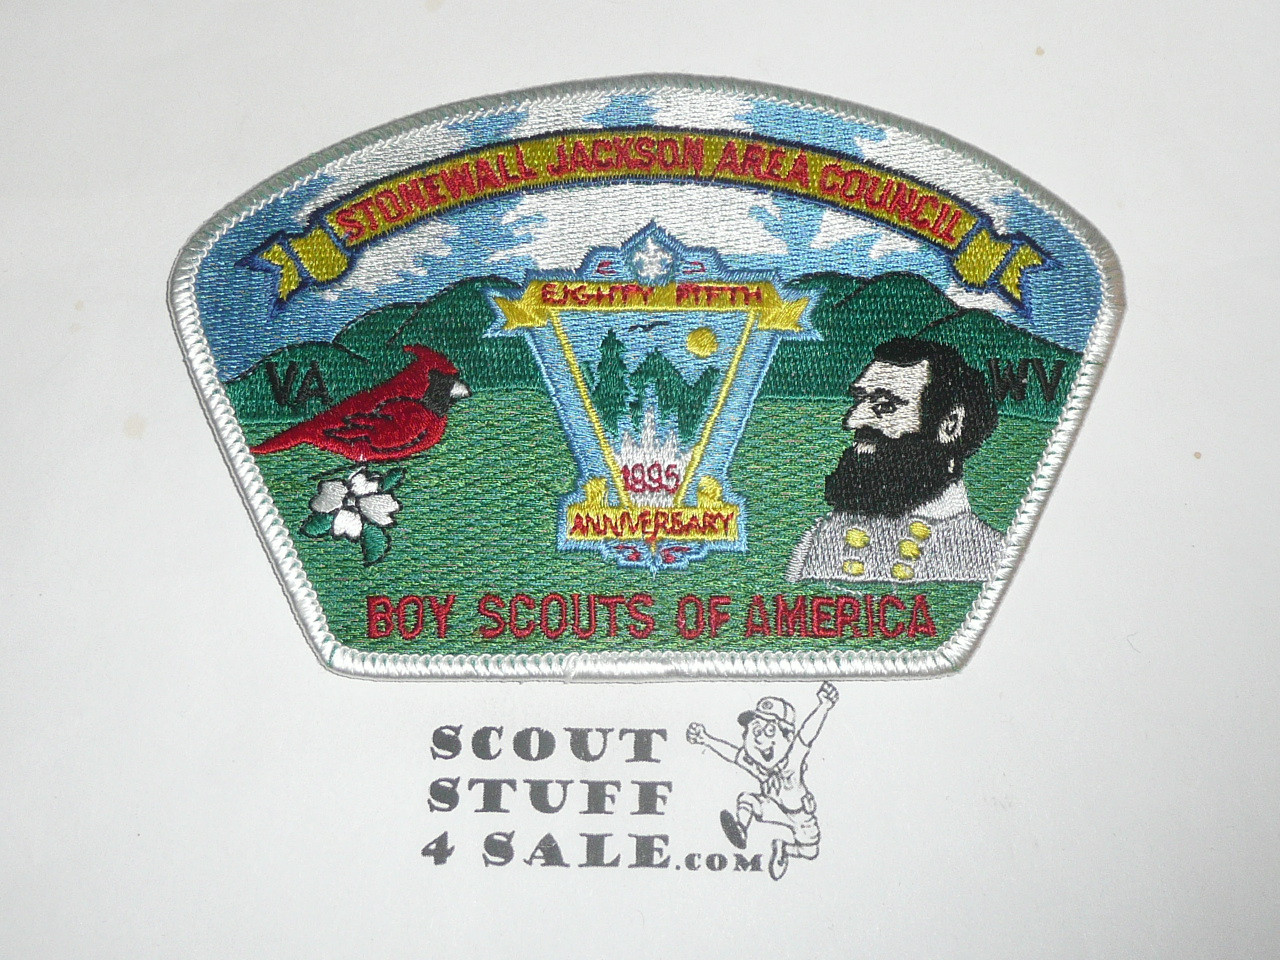 STONEWALL JACKSON AREA COUNCIL
EIGHTY FIFTH
VA
WV
1995
ANNIVERSARY
BOY SCOUTS OF AMERICA
SCOUT
STUFF
4 SALE.COM